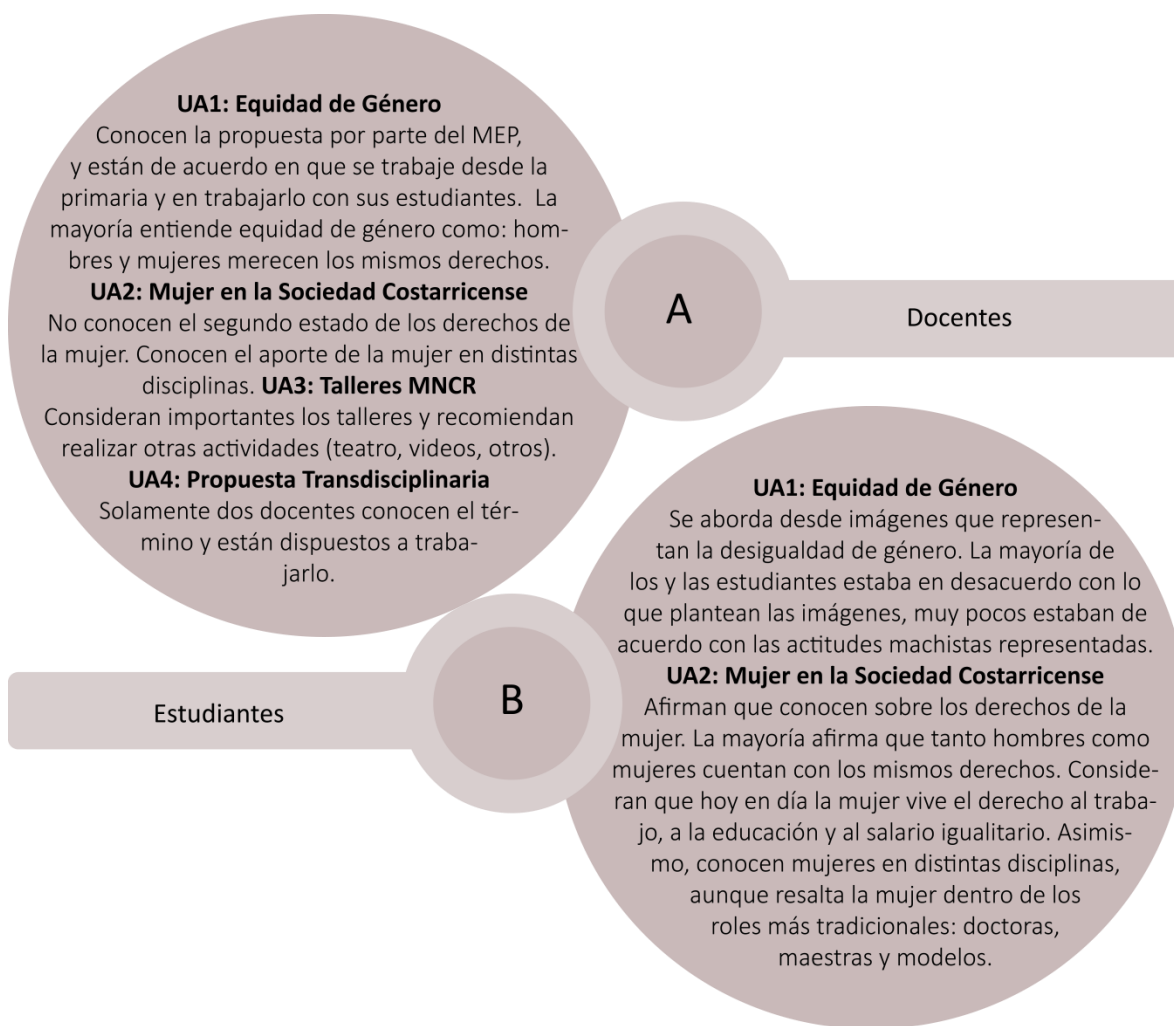 UA1: Equidad de Género
Conocen la propuesta por parte del MEP,
y están de acuerdo en que se trabaje desde la
primaria y en trabajarlo con sus estudiantes. La
mayoría entiende equidad de género como: hom-
bres y mujeres merecen los mismos derechos.
UA2: Mujer en la Sociedad Costarricense
No conocen el segundo estado de los derechos de
la mujer. Conocen el aporte de la mujer en distintas
disciplinas. UA3: Talleres MNCR
Consideran importantes los talleres y recomiendan
realizar otras actividades (teatro, videos, otros).
UA4: Propuesta Transdisciplinaria
Solamente dos docentes conocen el tér-
mino y están dispuestos a traba-
jarlo.
A
Docentes
UA1: Equidad de Género
Se aborda desde imágenes que represen-
tan la desigualdad de género. La mayoría de
los y las estudiantes estaba en desacuerdo con lo
que plantean las imágenes, muy pocos estaban de
acuerdo con las actitudes machistas representadas.
UA2: Mujer en la Sociedad Costarricense
Afirman que conocen sobre los derechos de la
mujer. La mayoría afirma que tanto hombres como
mujeres cuentan con los mismos derechos. Conside-
ran que hoy en día la mujer vive el derecho al traba-
jo, a la educación y al salario igualitario. Asimis-
mo, conocen mujeres en distintas disciplinas,
aunque resalta la mujer dentro de los
roles más tradicionales: doctoras,
maestras y modelos.
B
Estudiantes